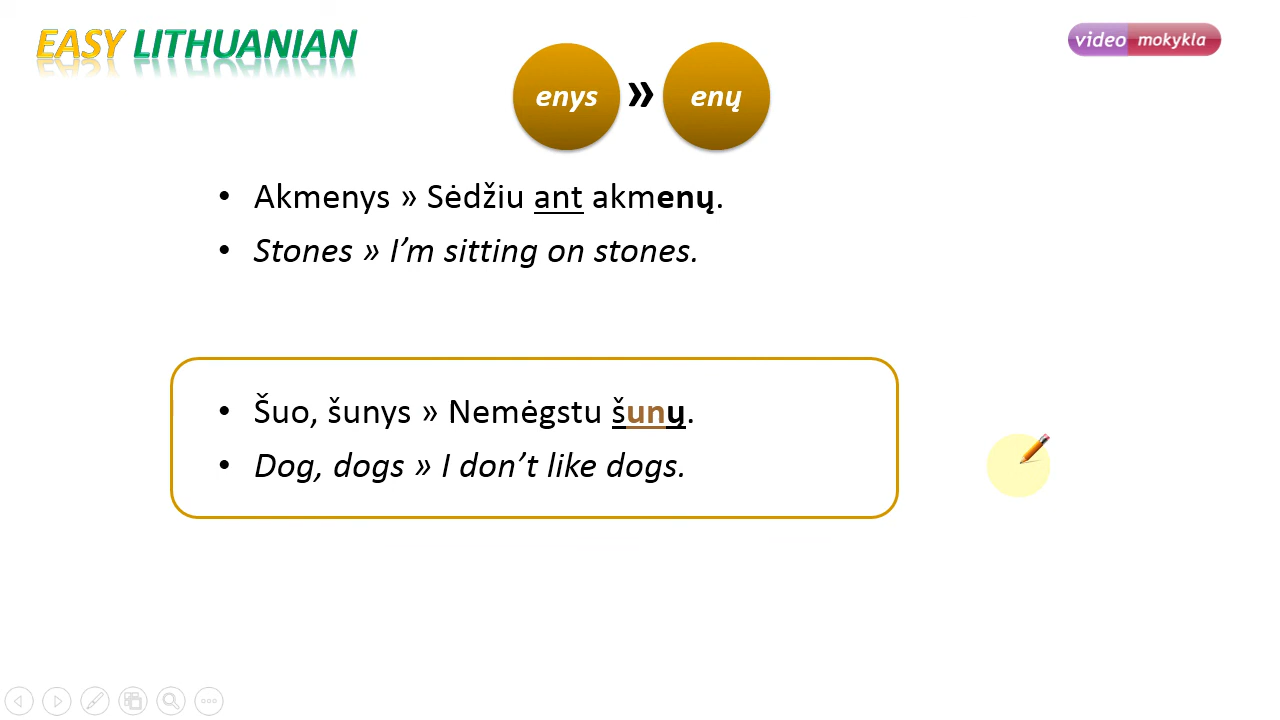 EASY LITHUANIAN
video mokykla
enys » enų
• Akmenys » Sėdžiu ant akmenų.
• Stones » I’m sitting on stones.
• Šuo, šunys » Nemėgstu šunų.
• Dog, dogs » I don’t like dogs.